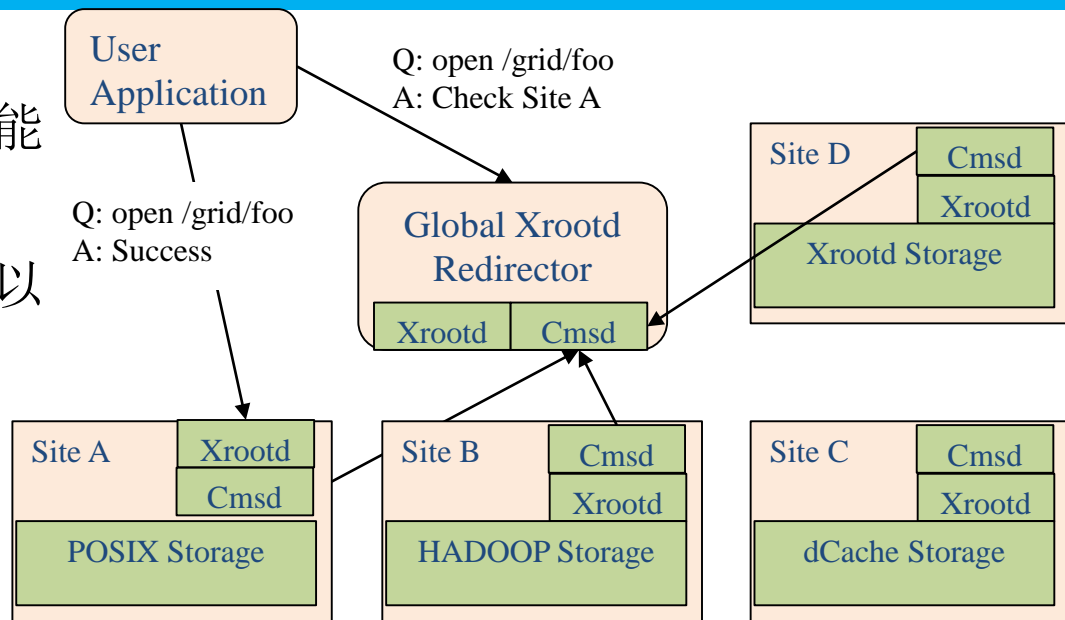 User
Application
Q: open /grid/foo
A: Check Site A
能
Q: open /grid/foo
A: Success
以
Global Xrootd
Redirector
Xrootd
Cmsd
Site D
Cmsd
Xrootd
Xrootd Storage
Site A
Xrootd
Cmsd
POSIX Storage
Site B
Cmsd
Xrootd
HADOOP Storage
Site C
Cmsd
Xrootd
dCache Storage